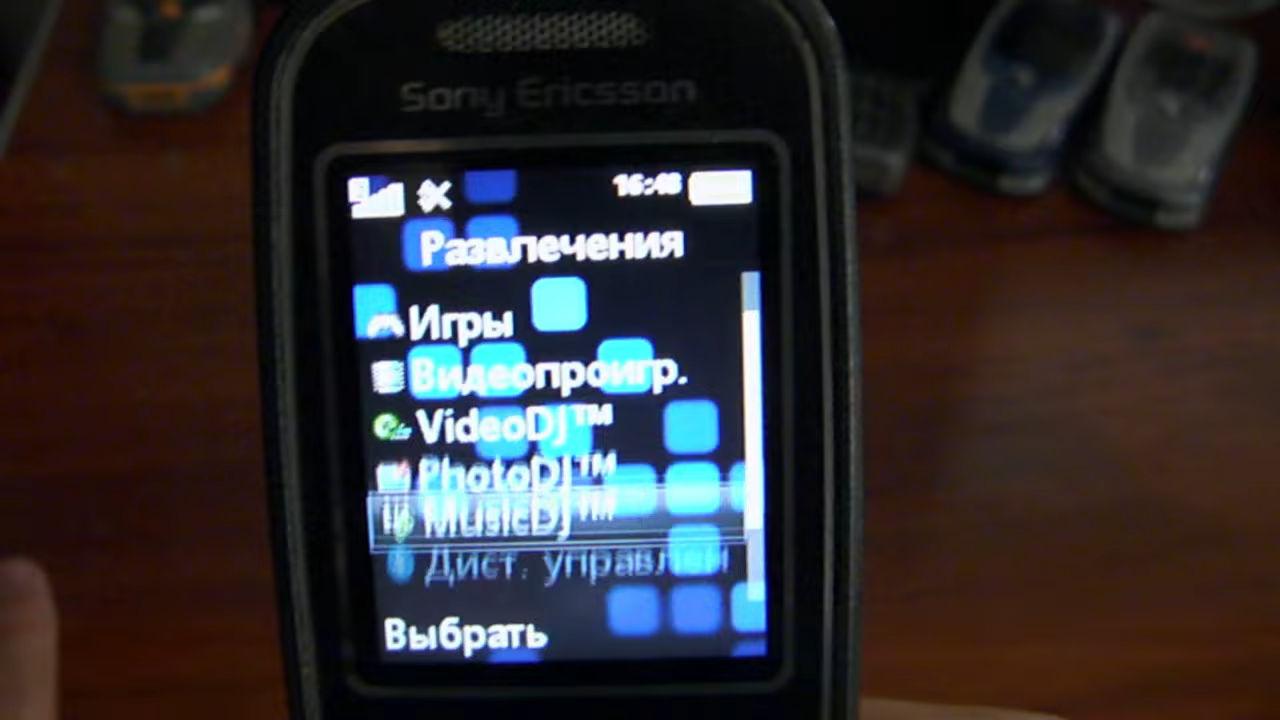 Sony Ericsson
16:48
Развлечения
Игры
Видеопроигр.
VideoDJ™
PhotoDJ™
MusicDJ™
Дист. управлен
Выбрать